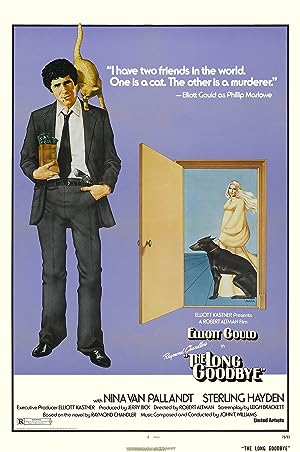 "I have two friends in the world.
One is a cat. The other is a murderer."
— Elliott Gould as Phillip Marlowe
ELLIOTT KASTNER Presents
A ROBERT ALTMAN Film
ELLIOTT GOULD
in
Raymond Chandler's
"THE LONG
GOODBYE"
with NINA VAN PALLANDT STERLING HAYDEN
Executive Producer ELLIOTT KASTNER Produced by JERRY BICK Directed by ROBERT ALTMAN Screenplay by LEIGH BRACKETT
Based on the novel by RAYMOND CHANDLER Music Composed and Conducted by JOHN T. WILLIAMS United Artists
R
"THE LONG GOODBYE"